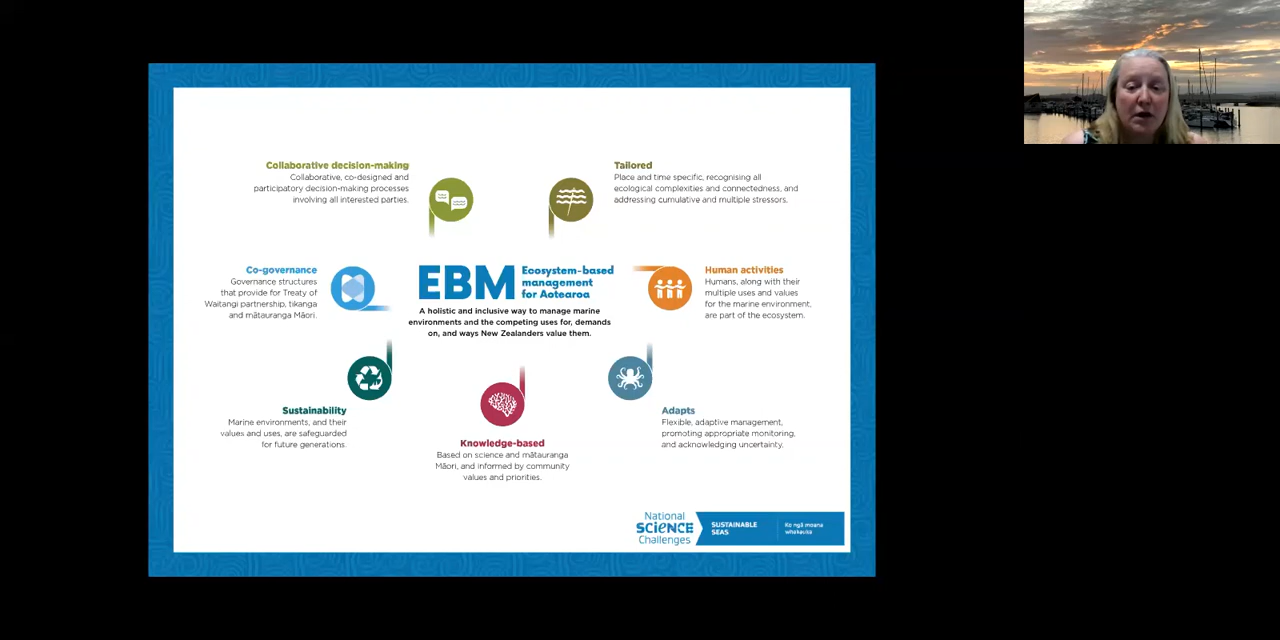 Collaborative decision-making
Collaborative, co-designed and
participatory decision-making processes
involving all interested parties.
Tailored
Place and time specific, recognising all
ecological complexities and connectedness, and
addressing cumulative and multiple stressors.
Co-governance
Governance structures
that provide for Treaty of
Waitangi partnership, tikanga
and mātauranga Māori.
EBM
Ecosystem-based
management
for Aotearoa
A holistic and inclusive way to manage marine
environments and the competing uses for, demands
on, and ways New Zealanders value them.
Human activities
Humans, along with their
multiple uses and values
for the marine environment,
are part of the ecosystem.
Sustainability
Marine environments, and their
values and uses, are safeguarded
for future generations.
Knowledge-based
Based on science and mātauranga
Māori, and informed by community
values and priorities.
Adapts
Flexible, adaptive management,
promoting appropriate monitoring,
and acknowledging uncertainty.
National
SCIENCE
Challenges
SUSTAINABLE
SEAS
Ko ngā moana
whakauka